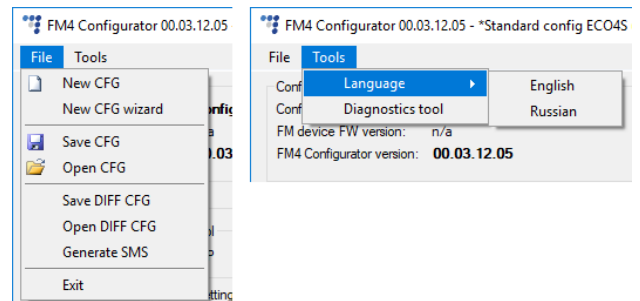 FM4 Configurator 00.03.12.05
File Tools
New CFG
New CFG wizard
Save CFG
Open CFG
Save DIFF CFG
Open DIFF CFG
Generate SMS
Exit
FM4 Configurator 00.03.12.05 - *Standard config ECO4S
File Tools
Language
English
Diagnostics tool
Russian
FM device FW version: n/a
FM4 Configurator version: 00.03.12.05